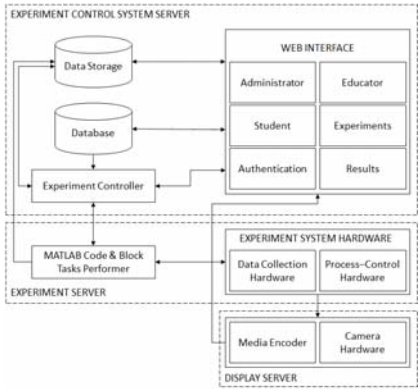 EXPERIMENT CONTROL SYSTEM SERVER
Data Storage
WEB INTERFACE
Administrator
Educator
Database
Student
Experiments
Experiment Controller
Authentication
Results
MATLAB Code & Block
Tasks Performer
EXPERIMENT SYSTEM HARDWARE
Data Collection
Hardware
Process–Control
Hardware
EXPERIMENT SERVER
Media Encoder
Camera
Hardware
DISPLAY SERVER